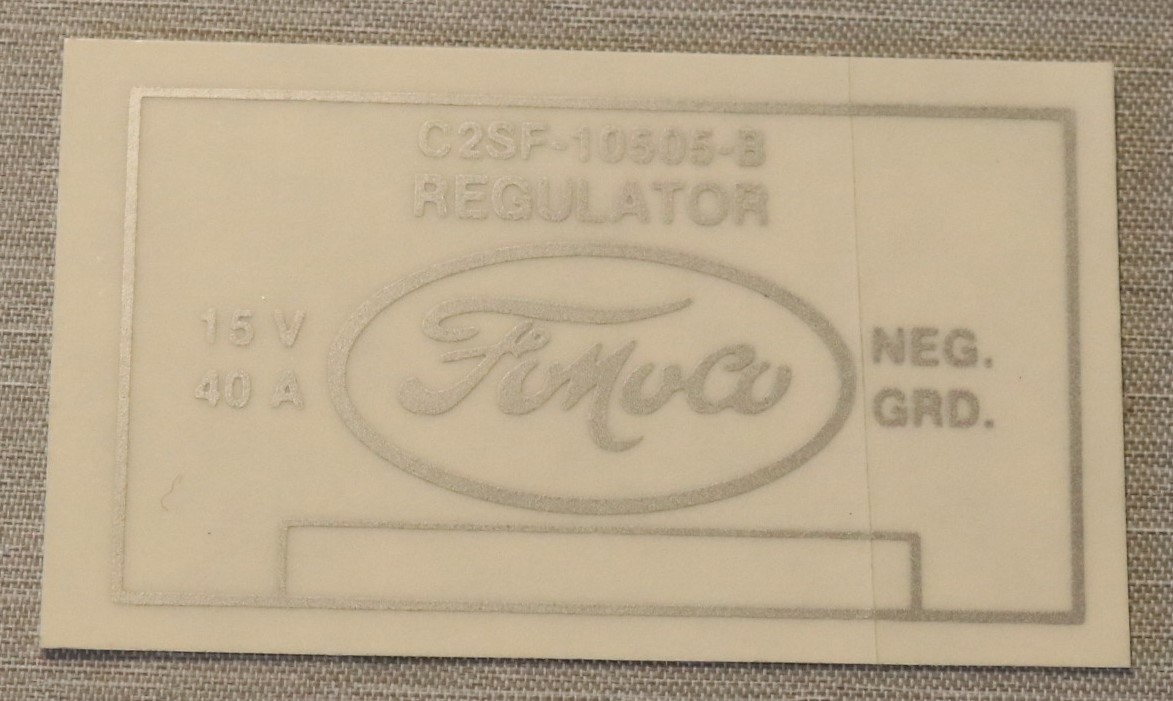 C2SF-10505-B
REGULATOR
15 V
40 A
FoMoCo
NEG.
GRD.